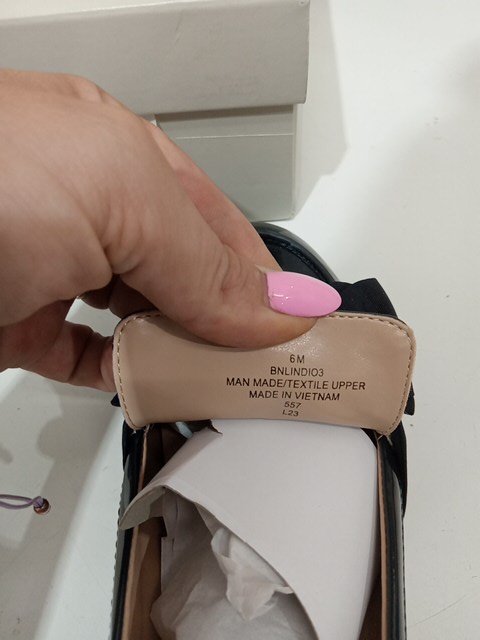 6M
BNLINDIO3
MAN MADE/TEXTILE UPPER
MADE IN VIETNAM
557
L23